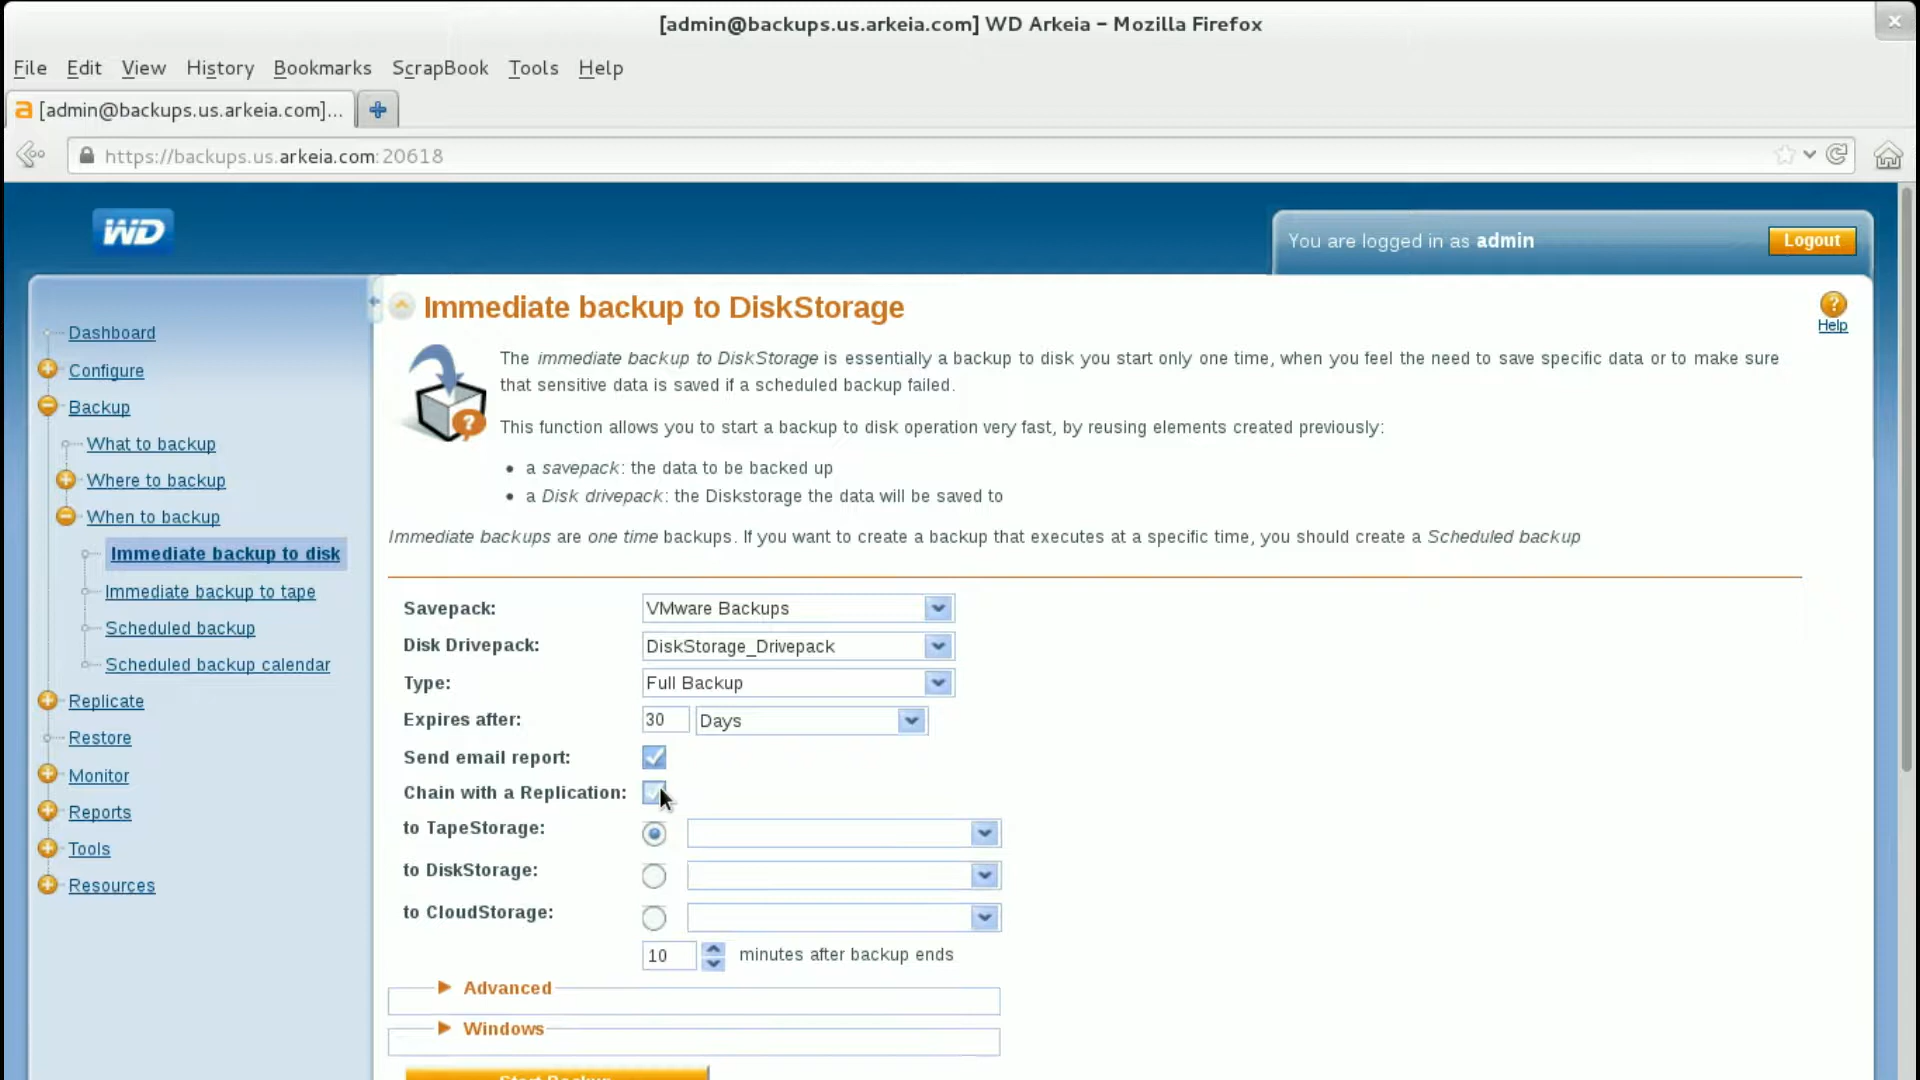 [admin@backups.us.arkeia.com] WD Arkeia – Mozilla Firefox
File Edit View History Bookmarks ScrapBook Tools Help
a [admin@backups.us.arkeia.com]...
https://backups.us.arkeia.com:20618
WD
You are logged in as admin
Logout
Immediate backup to DiskStorage
Help
The immediate backup to DiskStorage is essentially a backup to disk you start only one time, when you feel the need to save specific data or to make sure
that sensitive data is saved if a scheduled backup failed.
This function allows you to start a backup to disk operation very fast, by reusing elements created previously:
• a savepack: the data to be backed up
• a Disk drivepack: the Diskstorage the data will be saved to
Immediate backups are one time backups. If you want to create a backup that executes at a specific time, you should create a Scheduled backup
Dashboard
Configure
Backup
What to backup
Where to backup
When to backup
Immediate backup to disk
Immediate backup to tape
Scheduled backup
Scheduled backup calendar
Replicate
Restore
Monitor
Reports
Tools
Resources
Savepack: VMware Backups
Disk Drivepack: DiskStorage_Drivepack
Type: Full Backup
Expires after: 30 Days
Send email report:
Chain with a Replication:
to TapeStorage:
to DiskStorage:
to CloudStorage:
10 minutes after backup ends
Advanced
Windows
Start Backup